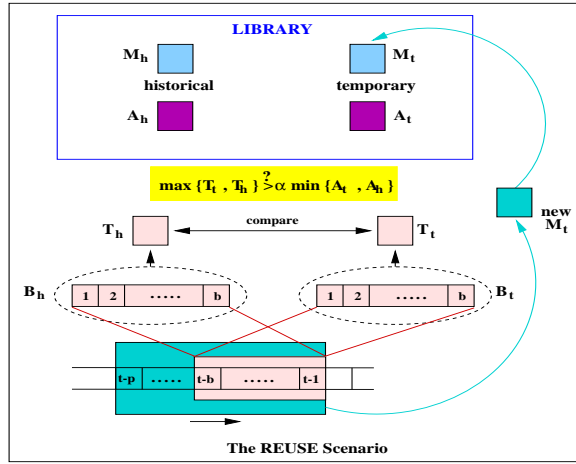 LIBRARY
M_h M_t
historical temporary
A_h A_t
?
max {T_t , T_h } > α min {A_t , A_h }
T_h compare T_t
new
M_t
B_h 1 2 ..... b 1 2 ..... b B_t
t-p ..... t-b ..... t-1
The REUSE Scenario